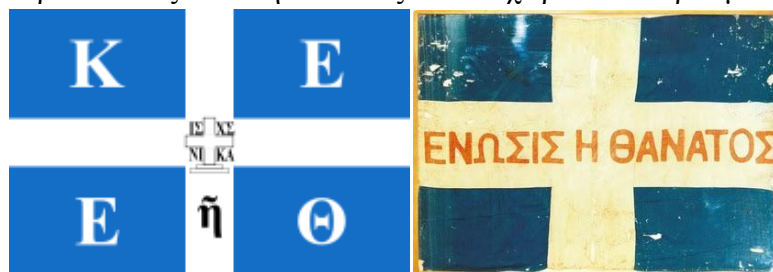 Κ Ε
ΙΣ ΧΣ
ΝΙ ΚΑ
Ε ῆ Θ
ΕΝΩΣΙΣ Η ΘΑΝΑΤΟΣ